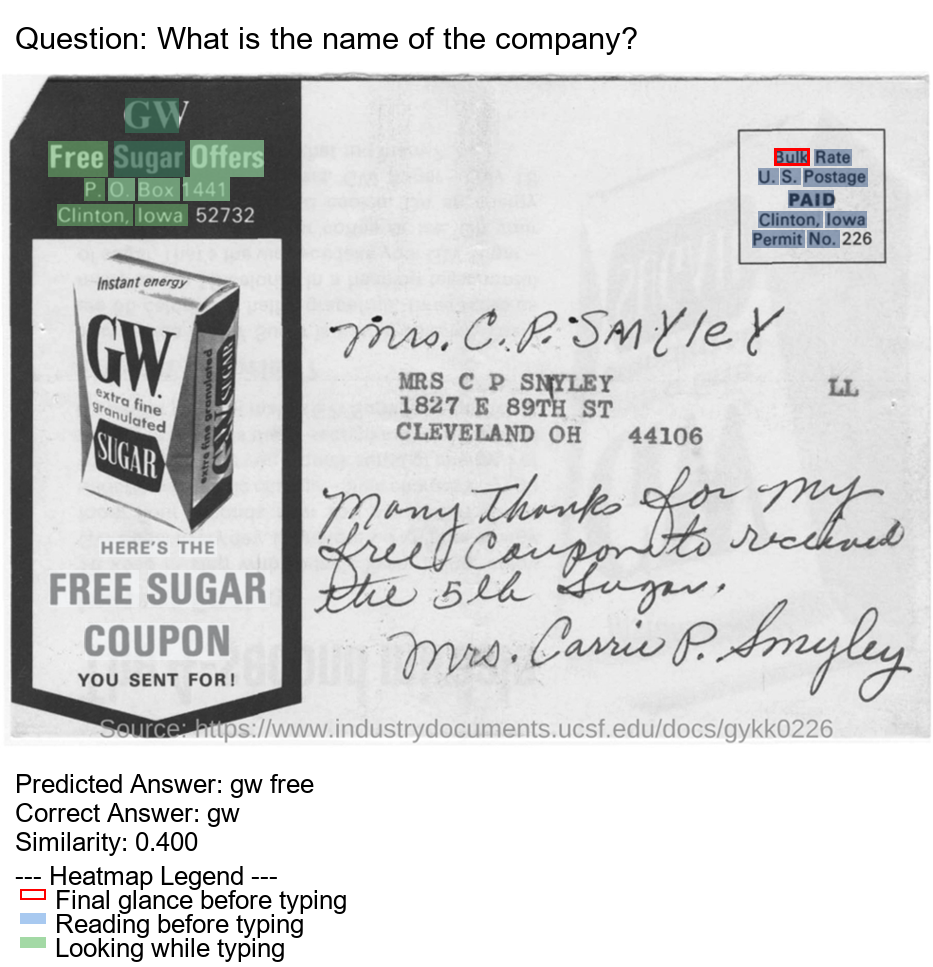 Question: What is the name of the company?
GW
Free Sugar Offers
P. O. Box 1441
Clinton, Iowa 52732
Bulk Rate
U. S. Postage
PAID
Clinton, Iowa
Permit No. 226
Instant energy
GW.
extra fine
granulated
SUGAR
extra fine granulated
CANE SUGAR
Mrs. C. P. SMYleY
MRS C P SMYLEY
1827 E 89TH ST
CLEVELAND OH 44106
LL
Many Thanks for my
free Coupon to received
the 5 lb Sugar.
Mrs. Carrie P. Smyley
HERE'S THE
FREE SUGAR
COUPON
YOU SENT FOR!
Source: https://www.industrydocuments.ucsf.edu/docs/gykk0226
Predicted Answer: gw free
Correct Answer: gw
Similarity: 0.400
--- Heatmap Legend ---
Final glance before typing
Reading before typing
Looking while typing